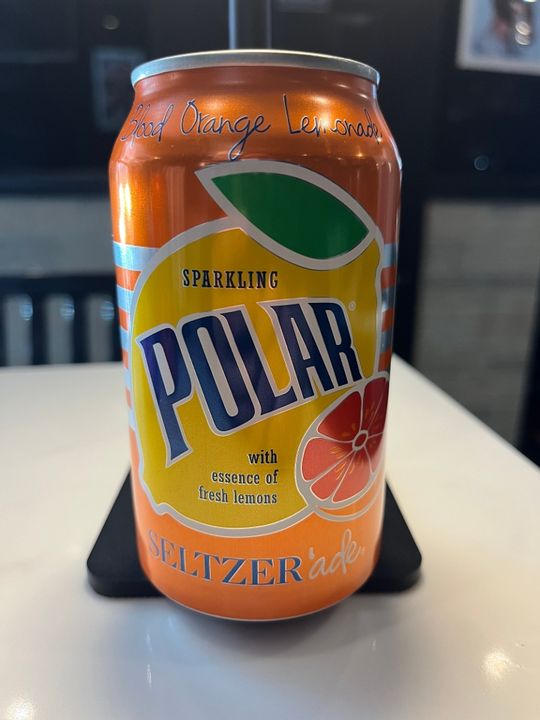 Blood Orange Lemonade
SPARKLING
POLAR®
with
essence of
fresh lemons
SELTZER'ade.